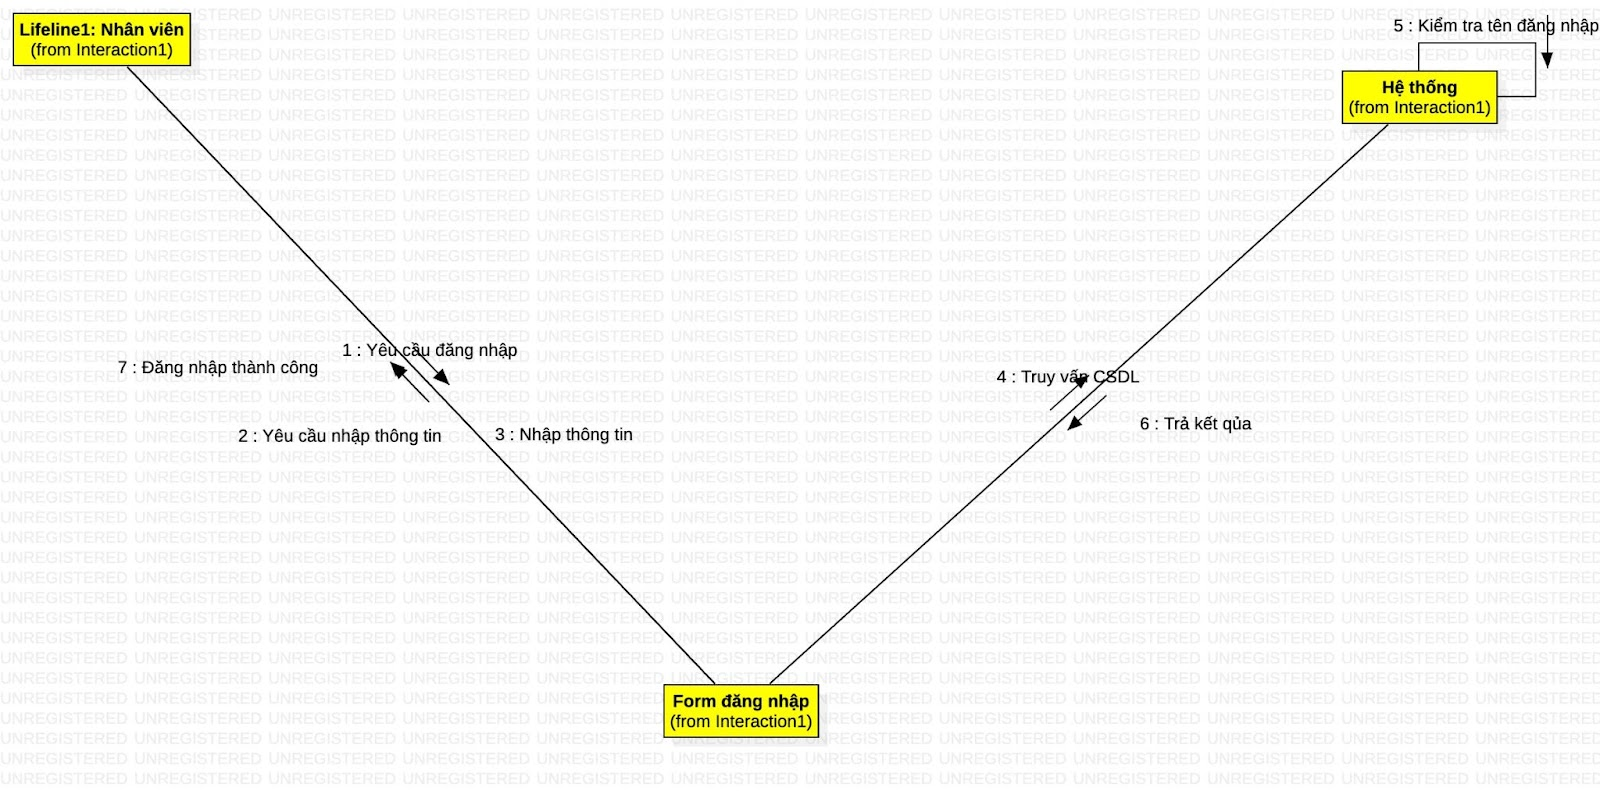 Lifeline1: Nhân viên
(from Interaction1)
5 : Kiểm tra tên đăng nhập
Hệ thống
(from Interaction1)
1 : Yêu cầu đăng nhập
7 : Đăng nhập thành công
4 : Truy vấn CSDL
6 : Trả kết qủa
2 : Yêu cầu nhập thông tin
3 : Nhập thông tin
Form đăng nhập
(from Interaction1)
UNREGISTERED